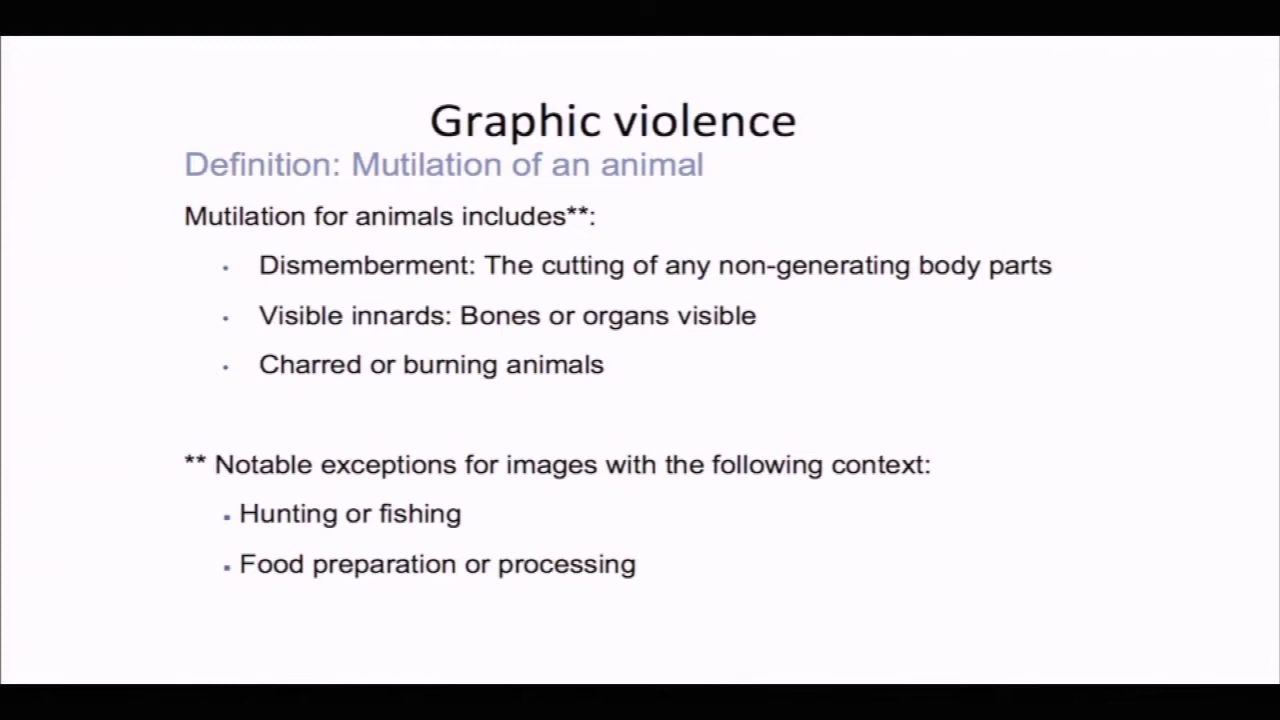 Graphic violence
Definition: Mutilation of an animal
Mutilation for animals includes**:
• Dismemberment: The cutting of any non-generating body parts
• Visible innards: Bones or organs visible
• Charred or burning animals
** Notable exceptions for images with the following context:
▪ Hunting or fishing
▪ Food preparation or processing